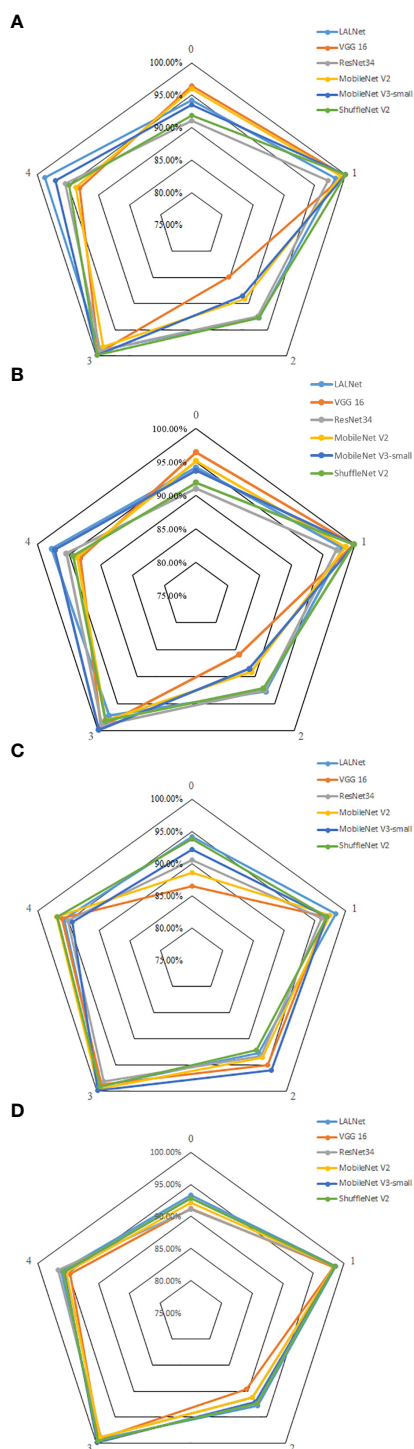 A
0
100.00%
95.00%
90.00%
85.00%
80.00%
75.00%
1
2
3
4
LALNet
VGG 16
ResNet34
MobileNet V2
MobileNet V3-small
ShuffleNet V2
B
0
100.00%
95.00%
90.00%
85.00%
80.00%
75.00%
1
2
3
4
LALNet
VGG 16
ResNet34
MobileNet V2
MobileNet V3-small
ShuffleNet V2
C
0
100.00%
95.00%
90.00%
85.00%
80.00%
75.00%
1
2
3
4
LALNet
VGG 16
ResNet34
MobileNet V2
MobileNet V3-small
ShuffleNet V2
D
0
100.00%
95.00%
90.00%
85.00%
80.00%
75.00%
1
2
3
4
LALNet
VGG 16
ResNet34
MobileNet V2
MobileNet V3-small
ShuffleNet V2